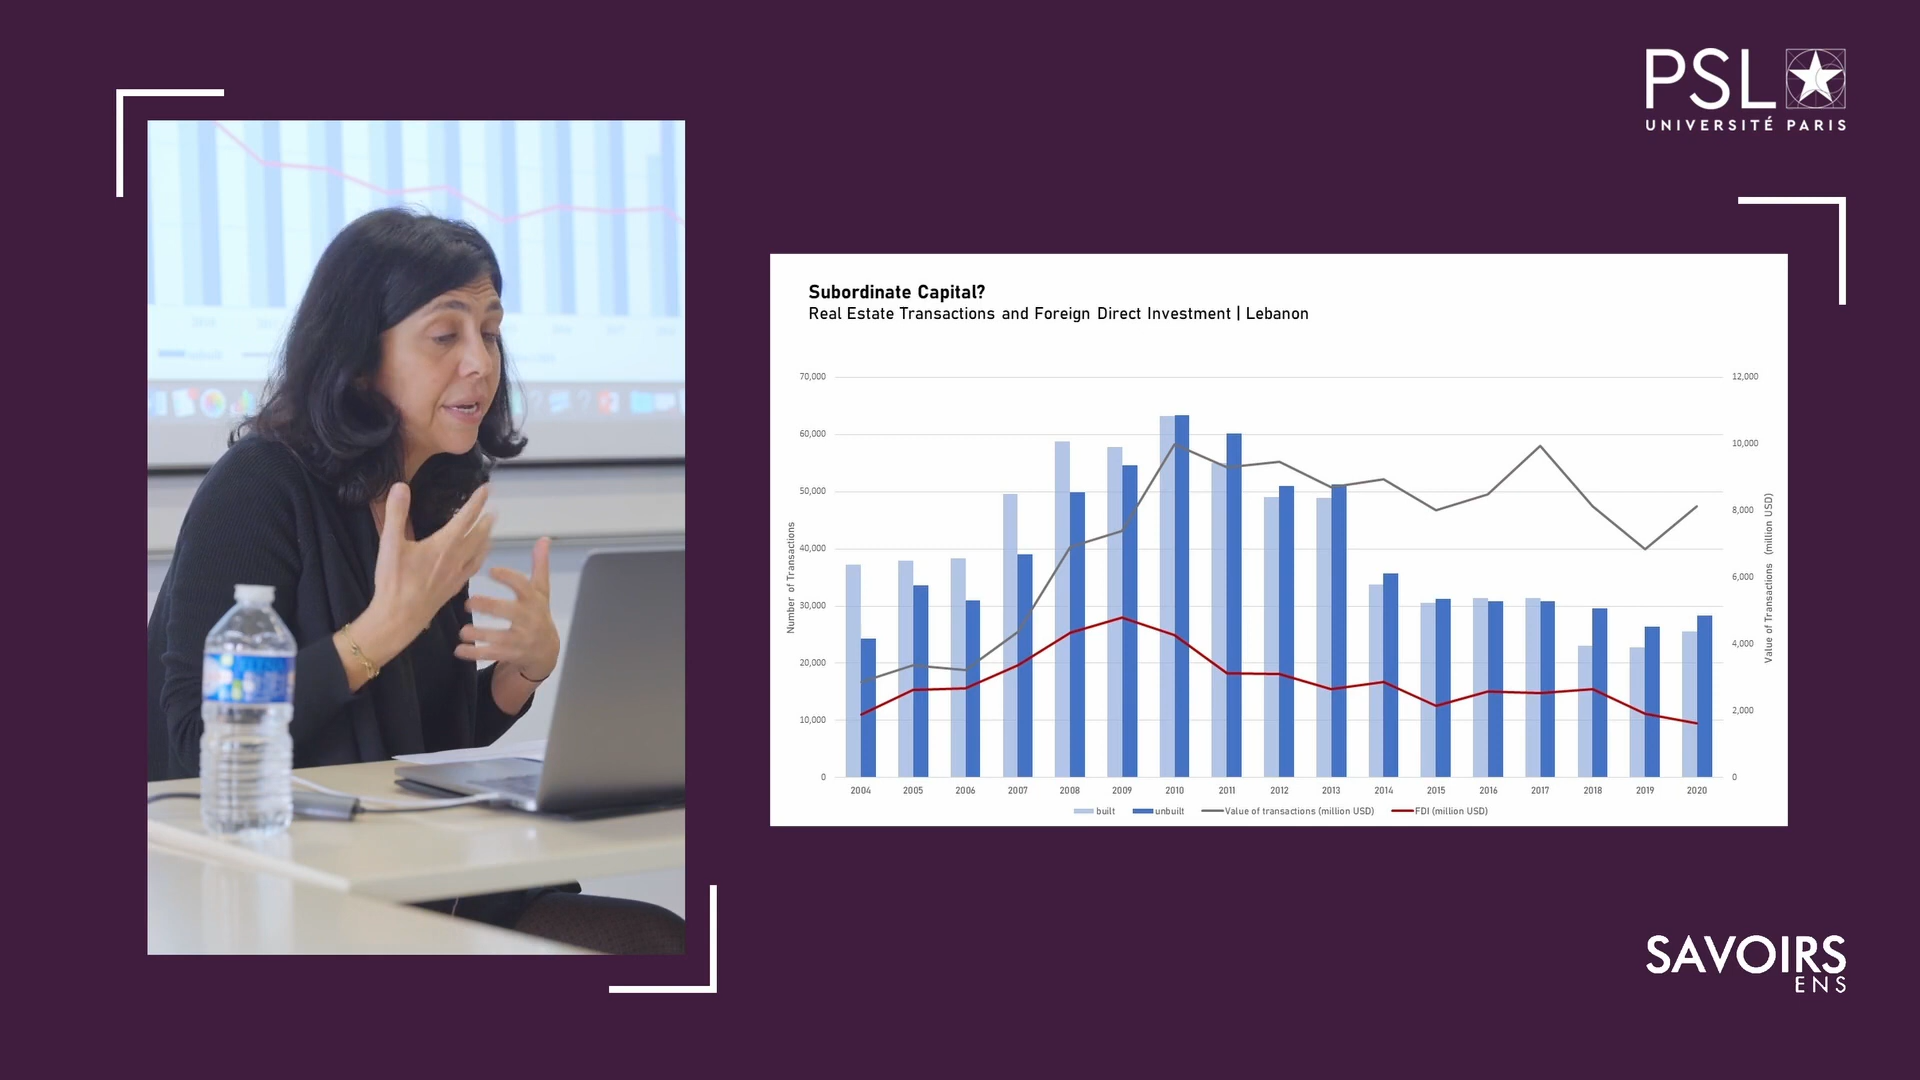 PSL
UNIVERSITÉ PARIS
Subordinate Capital?
Real Estate Transactions and Foreign Direct Investment | Lebanon
Number of Transactions
70,000
60,000
50,000
40,000
30,000
20,000
10,000
0
12,000
10,000
8,000
6,000
4,000
2,000
0
Value of Transactions (million USD)
2004 2005 2006 2007 2008 2009 2010 2011 2012 2013 2014 2015 2016 2017 2018 2019 2020
built unbuilt Value of transactions (million USD) FDI (million USD)
SAVOIRS
ENS